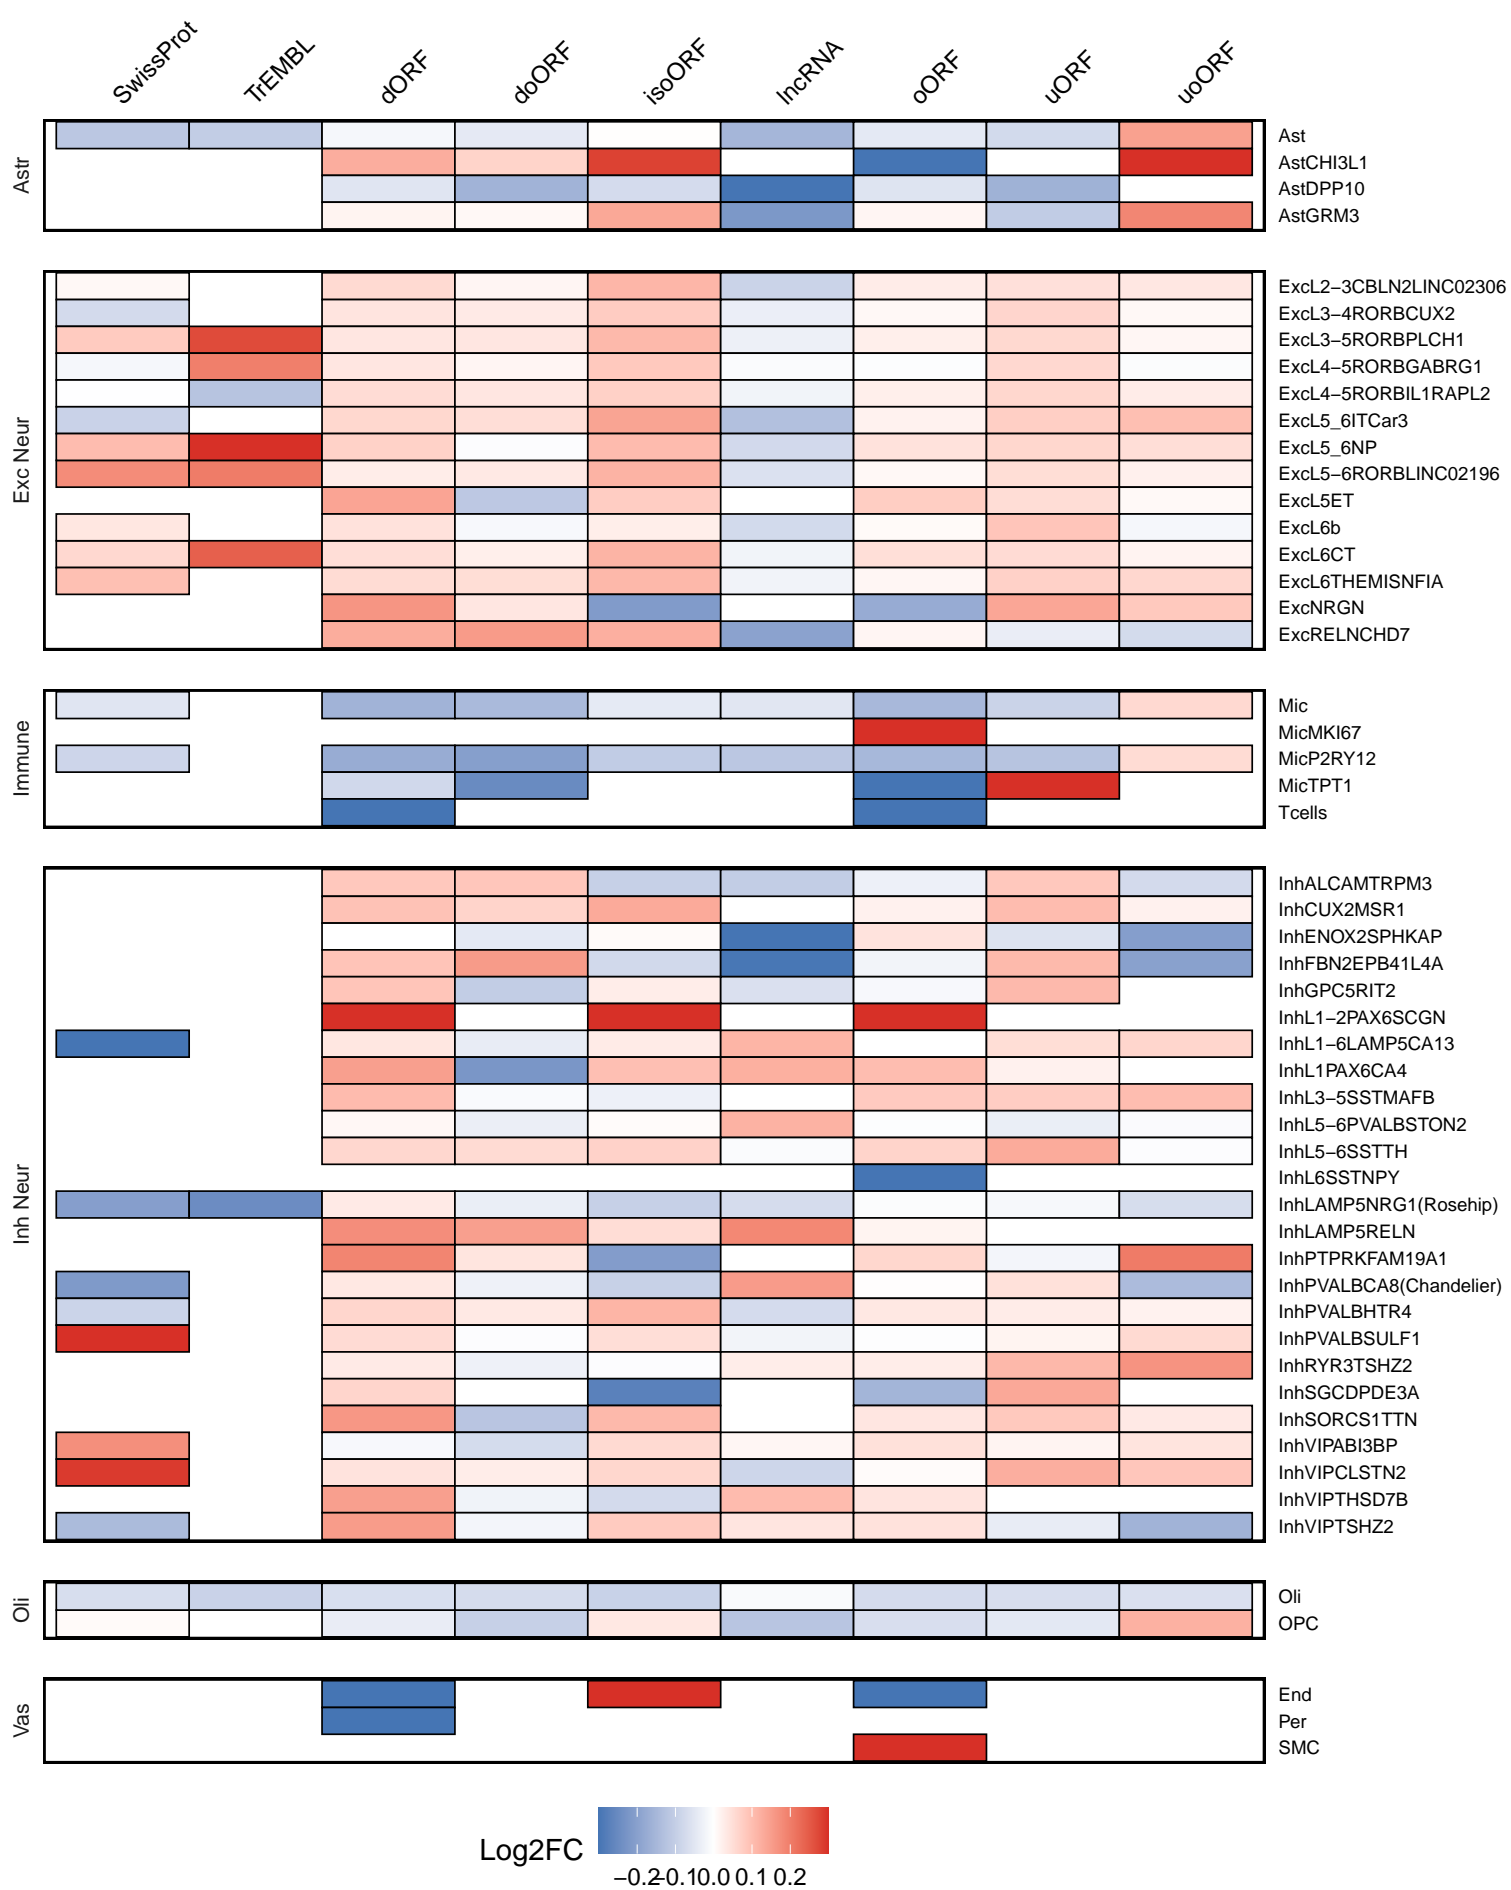 SwissProt
TrEMBL
dORF
doORF
isoORF
lncRNA
oORF
uORF
uoORF
Astr
Ast
AstCHI3L1
AstDPP10
AstGRM3
Exc Neur
ExcL2−3CBLN2LINC02306
ExcL3−4RORBCUX2
ExcL3−5RORBPLCH1
ExcL4−5RORBGABRG1
ExcL4−5RORBIL1RAPL2
ExcL5_6ITCar3
ExcL5_6NP
ExcL5−6RORBLINC02196
ExcL5ET
ExcL6b
ExcL6CT
ExcL6THEMISNFIA
ExcNRGN
ExcRELNCHD7
Immune
Mic
MicMKI67
MicP2RY12
MicTPT1
Tcells
Inh Neur
InhALCAMTRPM3
InhCUX2MSR1
InhENOX2SPHKAP
InhFBN2EPB41L4A
InhGPC5RIT2
InhL1−2PAX6SCGN
InhL1−6LAMP5CA13
InhL1PAX6CA4
InhL3−5SSTMAFB
InhL5−6PVALBSTON2
InhL5−6SSTTH
InhL6SSTNPY
InhLAMP5NRG1(Rosehip)
InhLAMP5RELN
InhPTPRKFAM19A1
InhPVALBCA8(Chandelier)
InhPVALBHTR4
InhPVALBSULF1
InhRYR3TSHZ2
InhSGCDPDE3A
InhSORCS1TTN
InhVIPABI3BP
InhVIPCLSTN2
InhVIPTHSD7B
InhVIPTSHZ2
Oli
Oli
OPC
Vas
End
Per
SMC
Log2FC
−0.2 −0.1 0.0 0.1 0.2